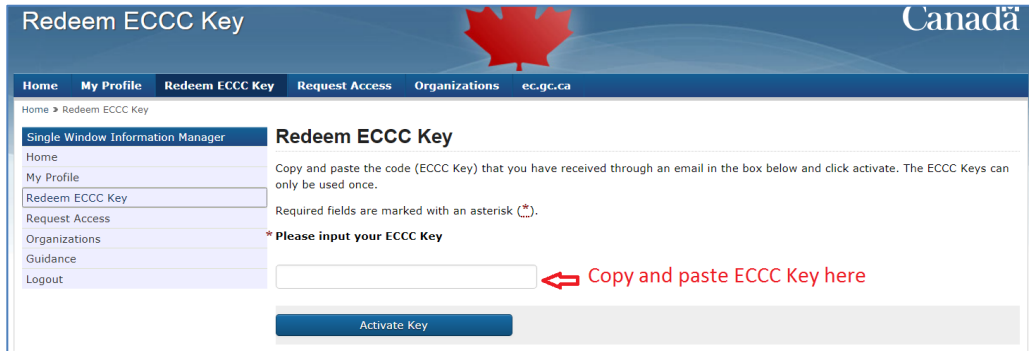 Redeem ECCC Key
Canada
Home My Profile Redeem ECCC Key Request Access Organizations ec.gc.ca
Home » Redeem ECCC Key
Single Window Information Manager
Home
My Profile
Redeem ECCC Key
Request Access
Organizations
Guidance
Logout
Redeem ECCC Key
Copy and paste the code (ECCC Key) that you have received through an email in the box below and click activate. The ECCC Keys can
only be used once.
Required fields are marked with an asterisk (*).
* Please input your ECCC Key
Copy and paste ECCC Key here
Activate Key